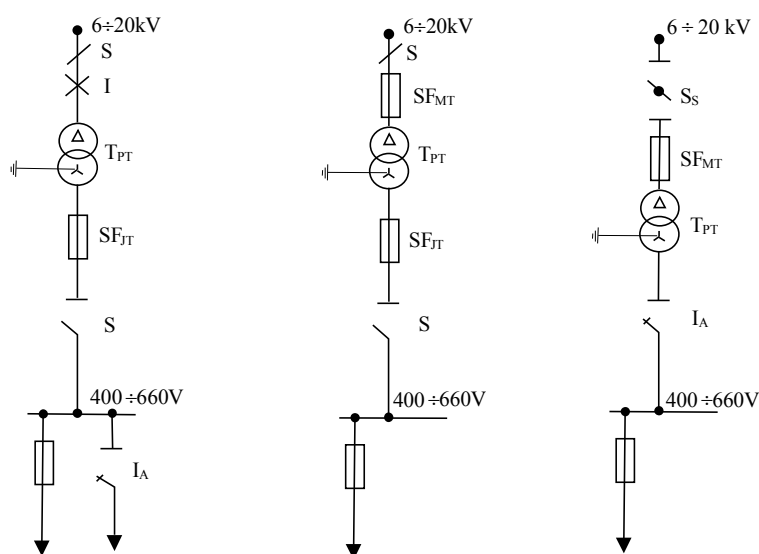 6÷20kV
S
I
T_PT
SF_JT
S
400÷660V
I_A
6÷20kV
S
SF_MT
T_PT
SF_JT
S
400÷660V
6 ÷ 20 kV
S_S
SF_MT
T_PT
I_A
400÷660V